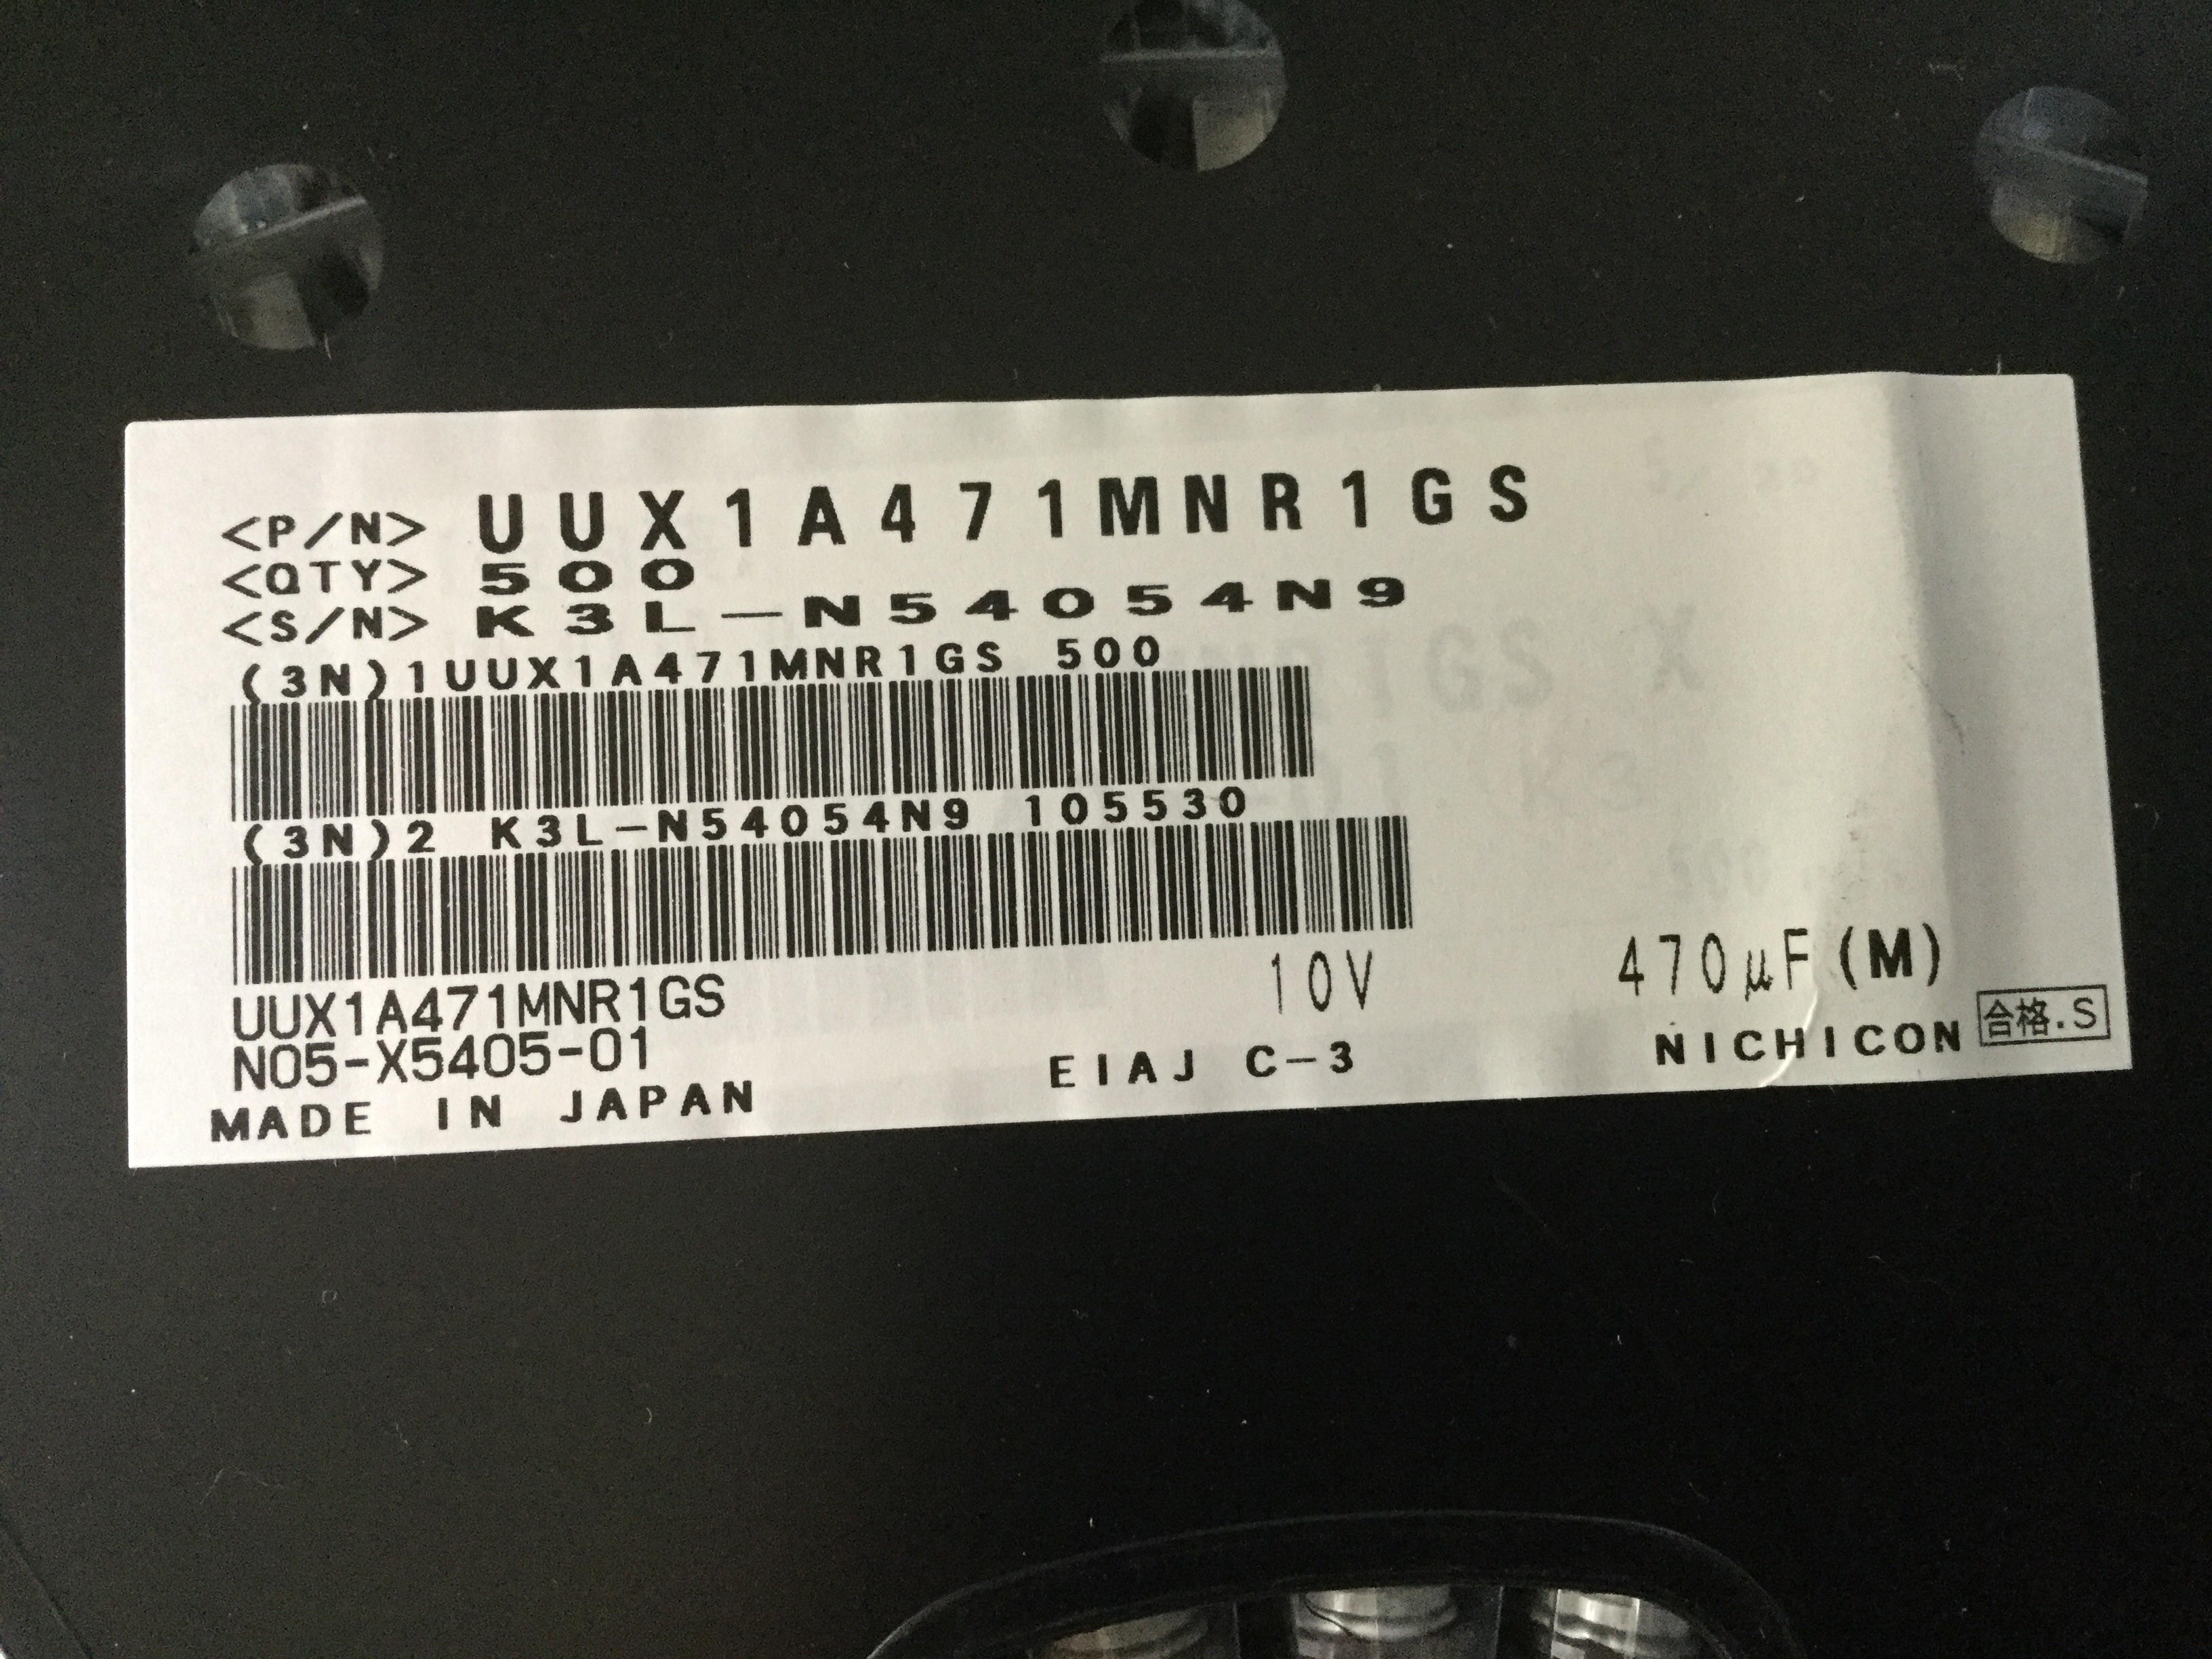 <P/N> UUX1A471MNR1GS
<QTY> 500
<S/N> K3L-N54054N9
(3N)1UUX1A471MNR1GS 500
(3N)2 K3L-N54054N9 105530
UUX1A471MNR1GS 10V 470µF(M)
N05-X5405-01
MADE IN JAPAN EIAJ C-3 NICHICON 合格.S